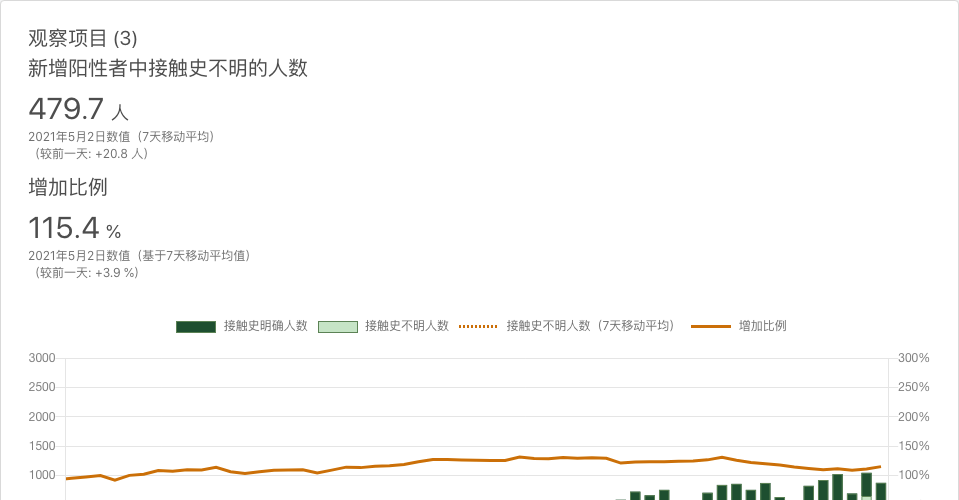 观察项目 (3)
新增阳性者中接触史不明的人数
479.7 人
2021年5月2日数值（7天移动平均）
（较前一天: +20.8 人）
增加比例
115.4 %
2021年5月2日数值（基于7天移动平均值）
（较前一天: +3.9 %）
接触史明确人数 接触史不明人数 接触史不明人数（7天移动平均） 增加比例
3000 300%
2500 250%
2000 200%
1500 150%
1000 100%